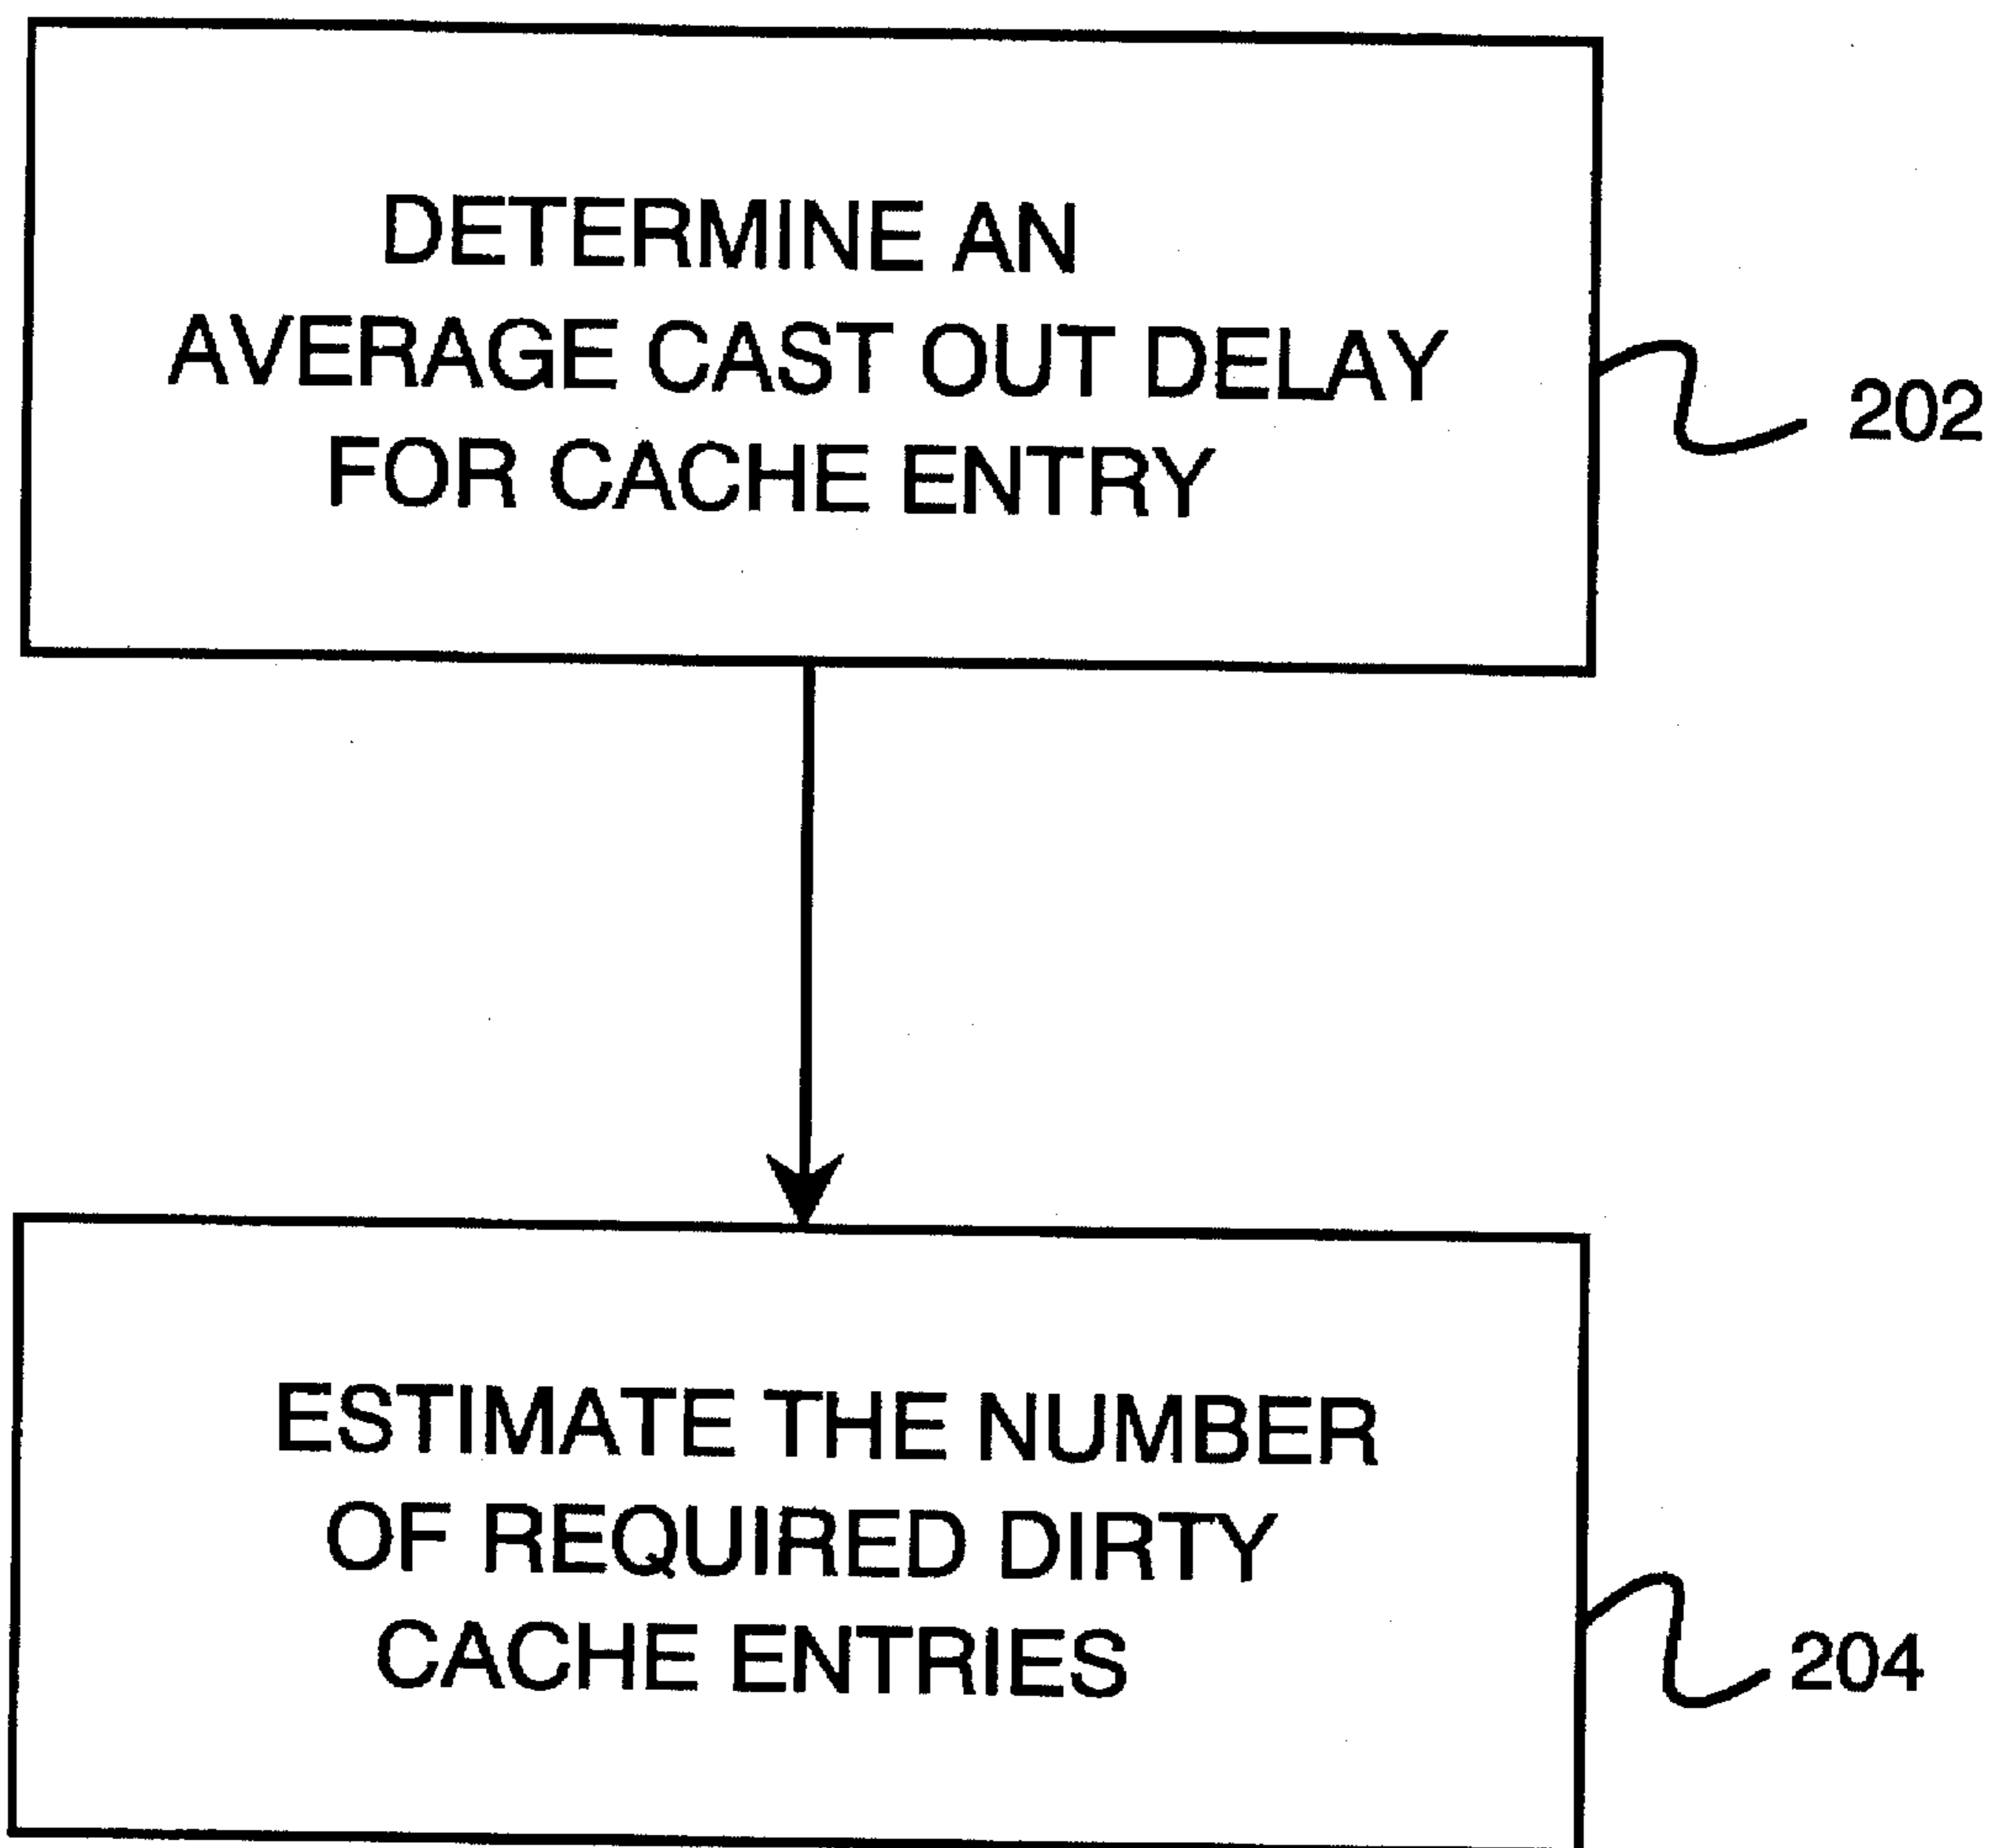 DETERMINE AN
AVERAGE CAST OUT DELAY
FOR CACHE ENTRY
202
ESTIMATE THE NUMBER
OF REQUIRED DIRTY
CACHE ENTRIES
204